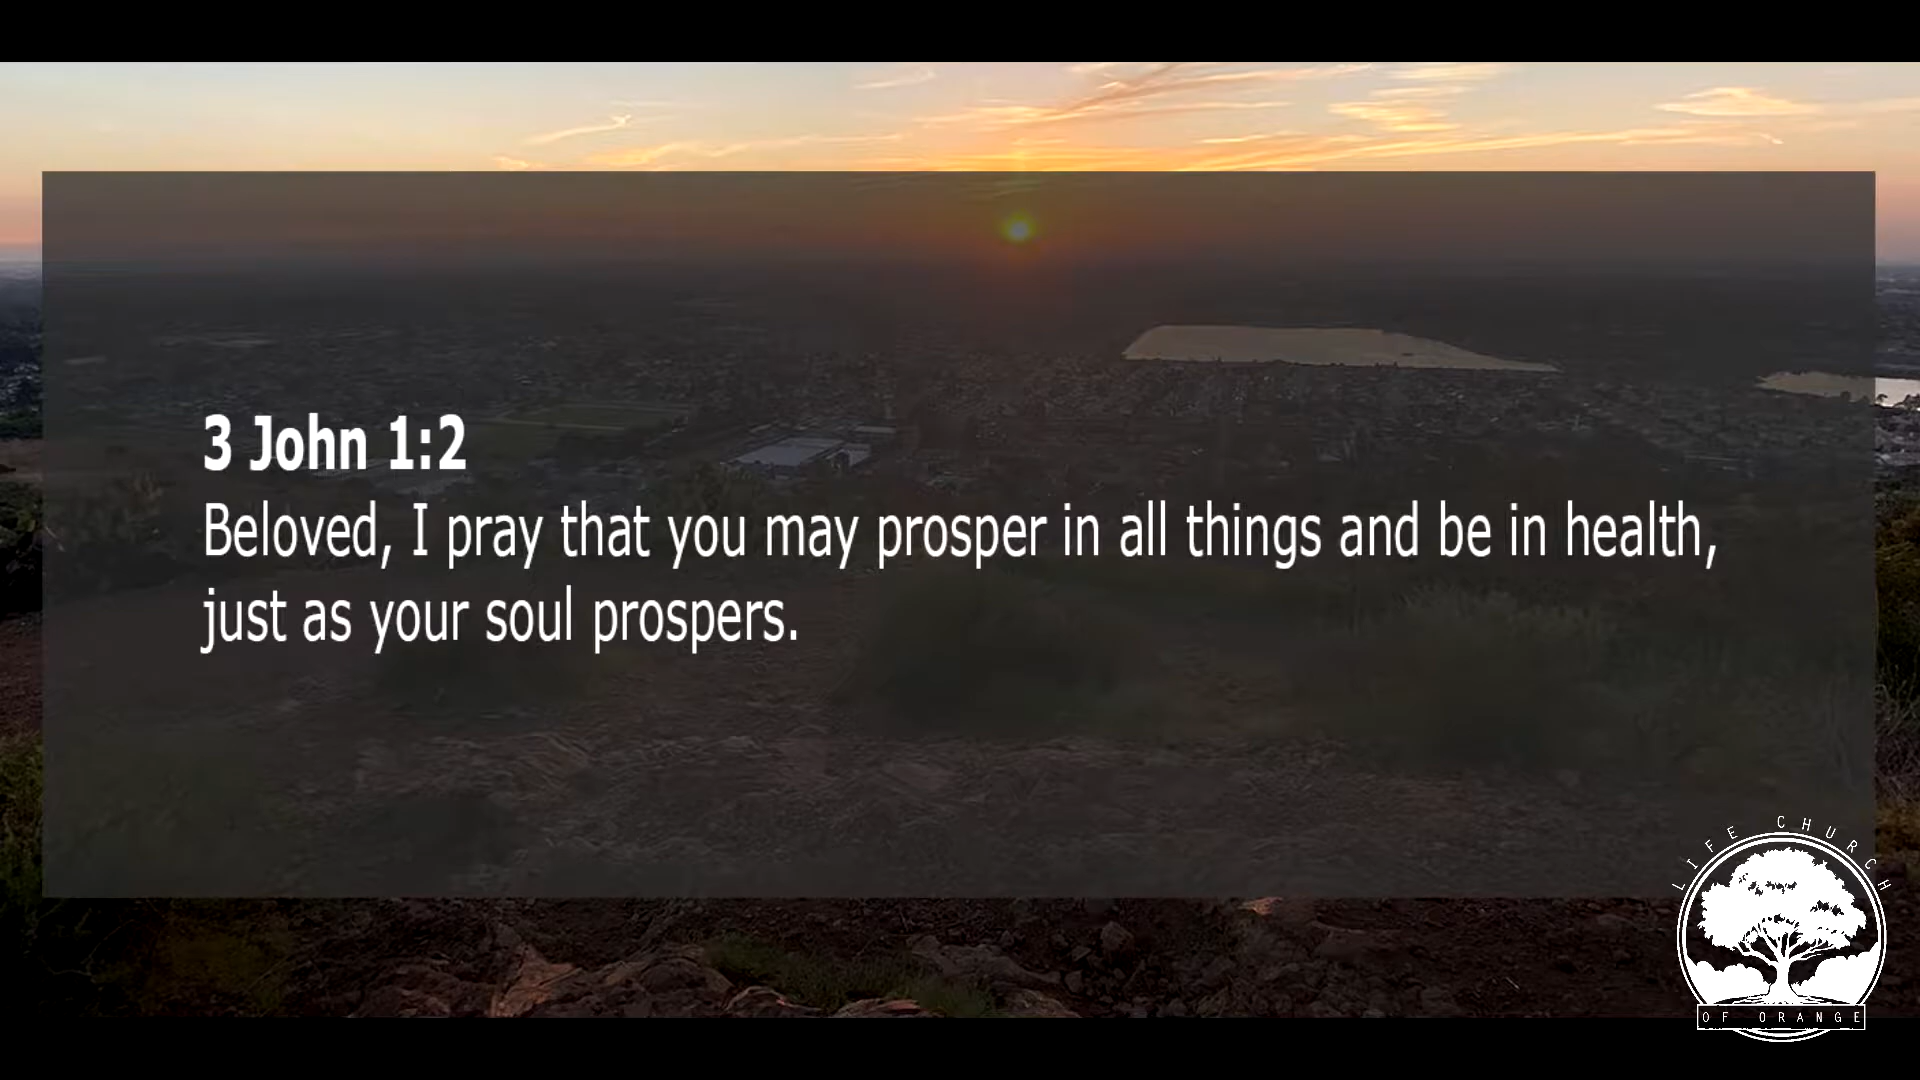 3 John 1:2
Beloved, I pray that you may prosper in all things and be in health,
just as your soul prospers.
LIFE CHURCH
OF ORANGE